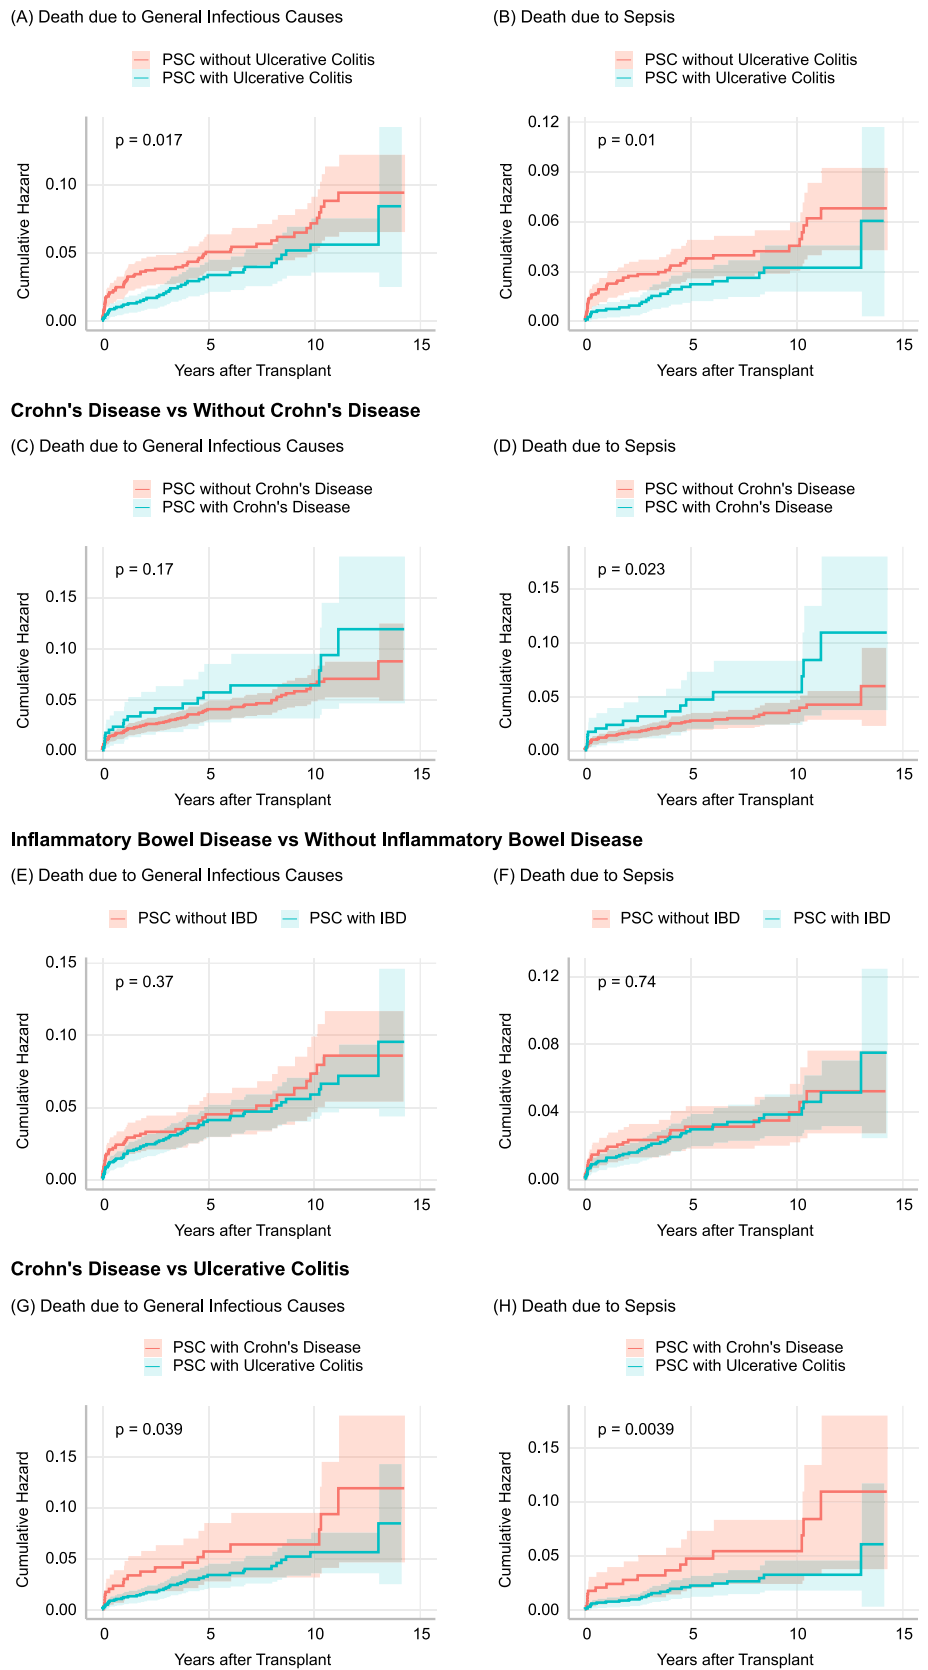 (A) Death due to General Infectious Causes
PSC without Ulcerative Colitis
PSC with Ulcerative Colitis
p = 0.017
Cumulative Hazard
0.10
0.05
0.00
0 5 10 15
Years after Transplant
(B) Death due to Sepsis
PSC without Ulcerative Colitis
PSC with Ulcerative Colitis
p = 0.01
Cumulative Hazard
0.12
0.09
0.06
0.03
0.00
0 5 10 15
Years after Transplant
Crohn's Disease vs Without Crohn's Disease
(C) Death due to General Infectious Causes
PSC without Crohn's Disease
PSC with Crohn's Disease
p = 0.17
Cumulative Hazard
0.15
0.10
0.05
0.00
0 5 10 15
Years after Transplant
(D) Death due to Sepsis
PSC without Crohn's Disease
PSC with Crohn's Disease
p = 0.023
Cumulative Hazard
0.15
0.10
0.05
0.00
0 5 10 15
Years after Transplant
Inflammatory Bowel Disease vs Without Inflammatory Bowel Disease
(E) Death due to General Infectious Causes
PSC without IBD PSC with IBD
p = 0.37
Cumulative Hazard
0.15
0.10
0.05
0.00
0 5 10 15
Years after Transplant
(F) Death due to Sepsis
PSC without IBD PSC with IBD
p = 0.74
Cumulative Hazard
0.12
0.08
0.04
0.00
0 5 10 15
Years after Transplant
Crohn's Disease vs Ulcerative Colitis
(G) Death due to General Infectious Causes
PSC with Crohn's Disease
PSC with Ulcerative Colitis
p = 0.039
Cumulative Hazard
0.15
0.10
0.05
0.00
0 5 10 15
Years after Transplant
(H) Death due to Sepsis
PSC with Crohn's Disease
PSC with Ulcerative Colitis
p = 0.0039
Cumulative Hazard
0.15
0.10
0.05
0.00
0 5 10 15
Years after Transplant